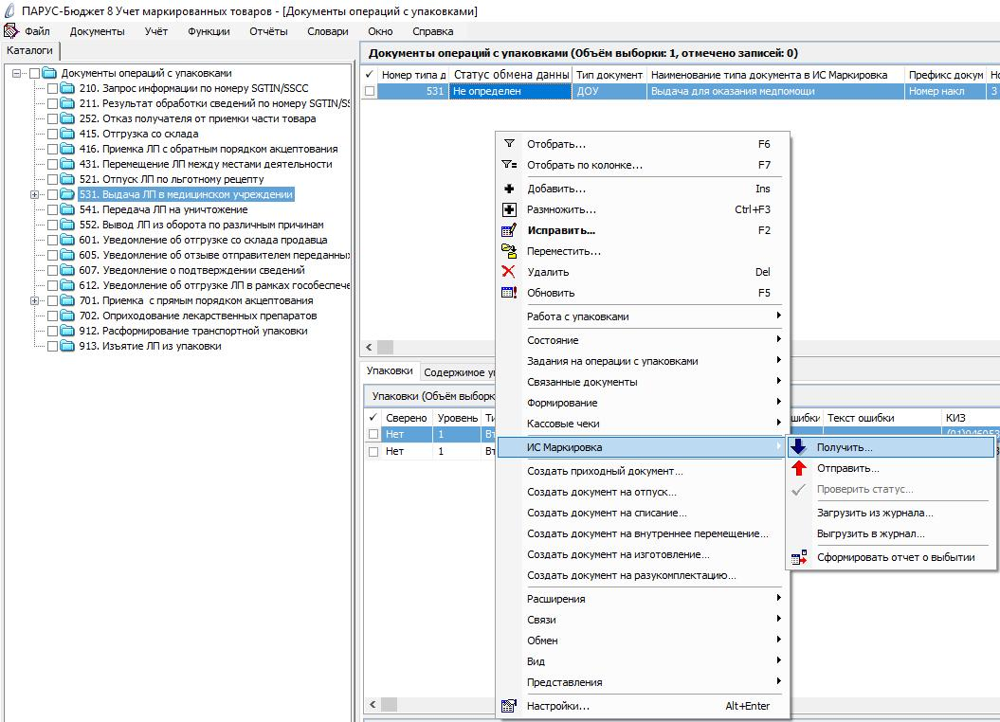 ПАРУС-Бюджет 8 Учет маркированных товаров - [Документы операций с упаковками]
Файл Документы Учёт Функции Отчёты Словари Окно Справка
Каталоги
Документы операций с упаковками
210. Запрос информации по номеру SGTIN/SSCC
211. Результат обработки сведений по номеру SGTIN/SS
252. Отказ получателя от приемки части товара
415. Отгрузка со склада
416. Приемка ЛП с обратным порядком акцептования
431. Перемещение ЛП между местами деятельности
521. Отпуск ЛП по льготному рецепту
531. Выдача ЛП в медицинском учреждении
541. Передача ЛП на уничтожение
552. Вывод ЛП из оборота по различным причинам
601. Уведомление об отгрузке со склада продавца
605. Уведомление об отзыве отправителем переданны
607. Уведомление о подтверждении сведений
612. Уведомление об отгрузке ЛП в рамках гособеспече
701. Приемка с прямым порядком акцептования
702. Оприходование лекарственных препаратов
912. Расформирование транспортной упаковки
913. Изъятие ЛП из упаковки
Документы операций с упаковками (Объём выборки: 1, отмечено записей: 0)
Номер типа д Статус обмена данны Тип документ Наименование типа документа в ИС Маркировка Префикс докум Но
531 Не определен ДОУ Выдача для оказания медпомощи Номер накл 3
Отобрать... F6
Отобрать по колонке... F7
Добавить... Ins
Размножить... Ctrl+F3
Исправить... F2
Переместить...
Удалить Del
Обновить F5
Работа с упаковками
Состояние
Задания на операции с упаковками
Связанные документы
Формирование
Кассовые чеки
ИС Маркировка
Создать приходный документ...
Создать документ на отпуск...
Создать документ на списание...
Создать документ на внутреннее перемещение...
Создать документ на изготовление...
Создать документ на разукомплектацию...
Расширения
Связи
Обмен
Вид
Представления
Настройки... Alt+Enter
Получить...
Отправить...
Проверить статус...
Загрузить из журнала...
Выгрузить в журнал...
Сформировать отчет о выбытии
Упаковки Содержимое у
Упаковки (Объём выборк
Сверено Уровень Ти шибки Текст ошибки КИЗ
Нет 1 Вт (01)046053
Нет 1 Вт